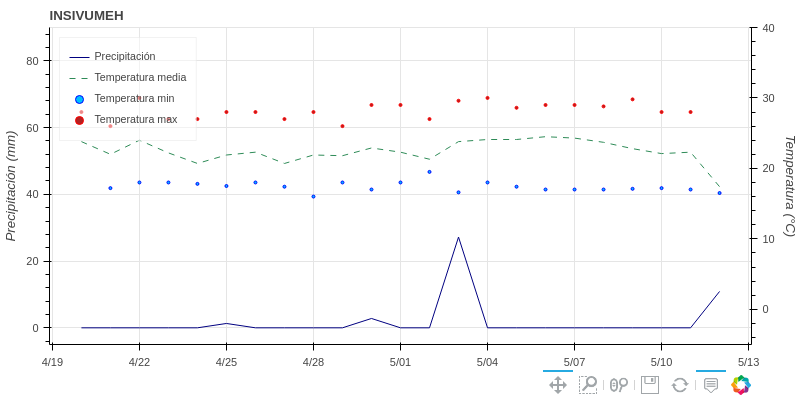 INSIVUMEH
Precipitación
Temperatura media
Temperatura min
Temperatura max
Precipitación (mm)
80
60
40
20
0
Temperatura (°C)
40
30
20
10
0
4/19 4/22 4/25 4/28 5/01 5/04 5/07 5/10 5/13